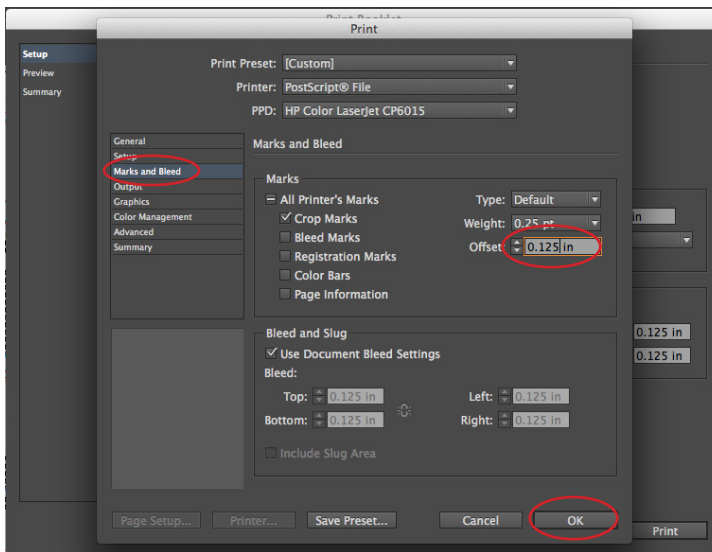 Print Booklet
Print
Setup
Preview
Summary
Print Preset: [Custom]
Printer: PostScript® File
PPD: HP Color LaserJet CP6015
General
Setup
Marks and Bleed
Output
Graphics
Color Management
Advanced
Summary
Marks and Bleed
Marks
All Printer's Marks
Crop Marks
Bleed Marks
Registration Marks
Color Bars
Page Information
Type: Default
Weight: 0.25 pt
Offset: 0.125 in
in
Bleed and Slug
Use Document Bleed Settings
Bleed:
Top: 0.125 in Left: 0.125 in
Bottom: 0.125 in Right: 0.125 in
Include Slug Area
0.125 in
0.125 in
Page Setup... Printer... Save Preset... Cancel OK
Print